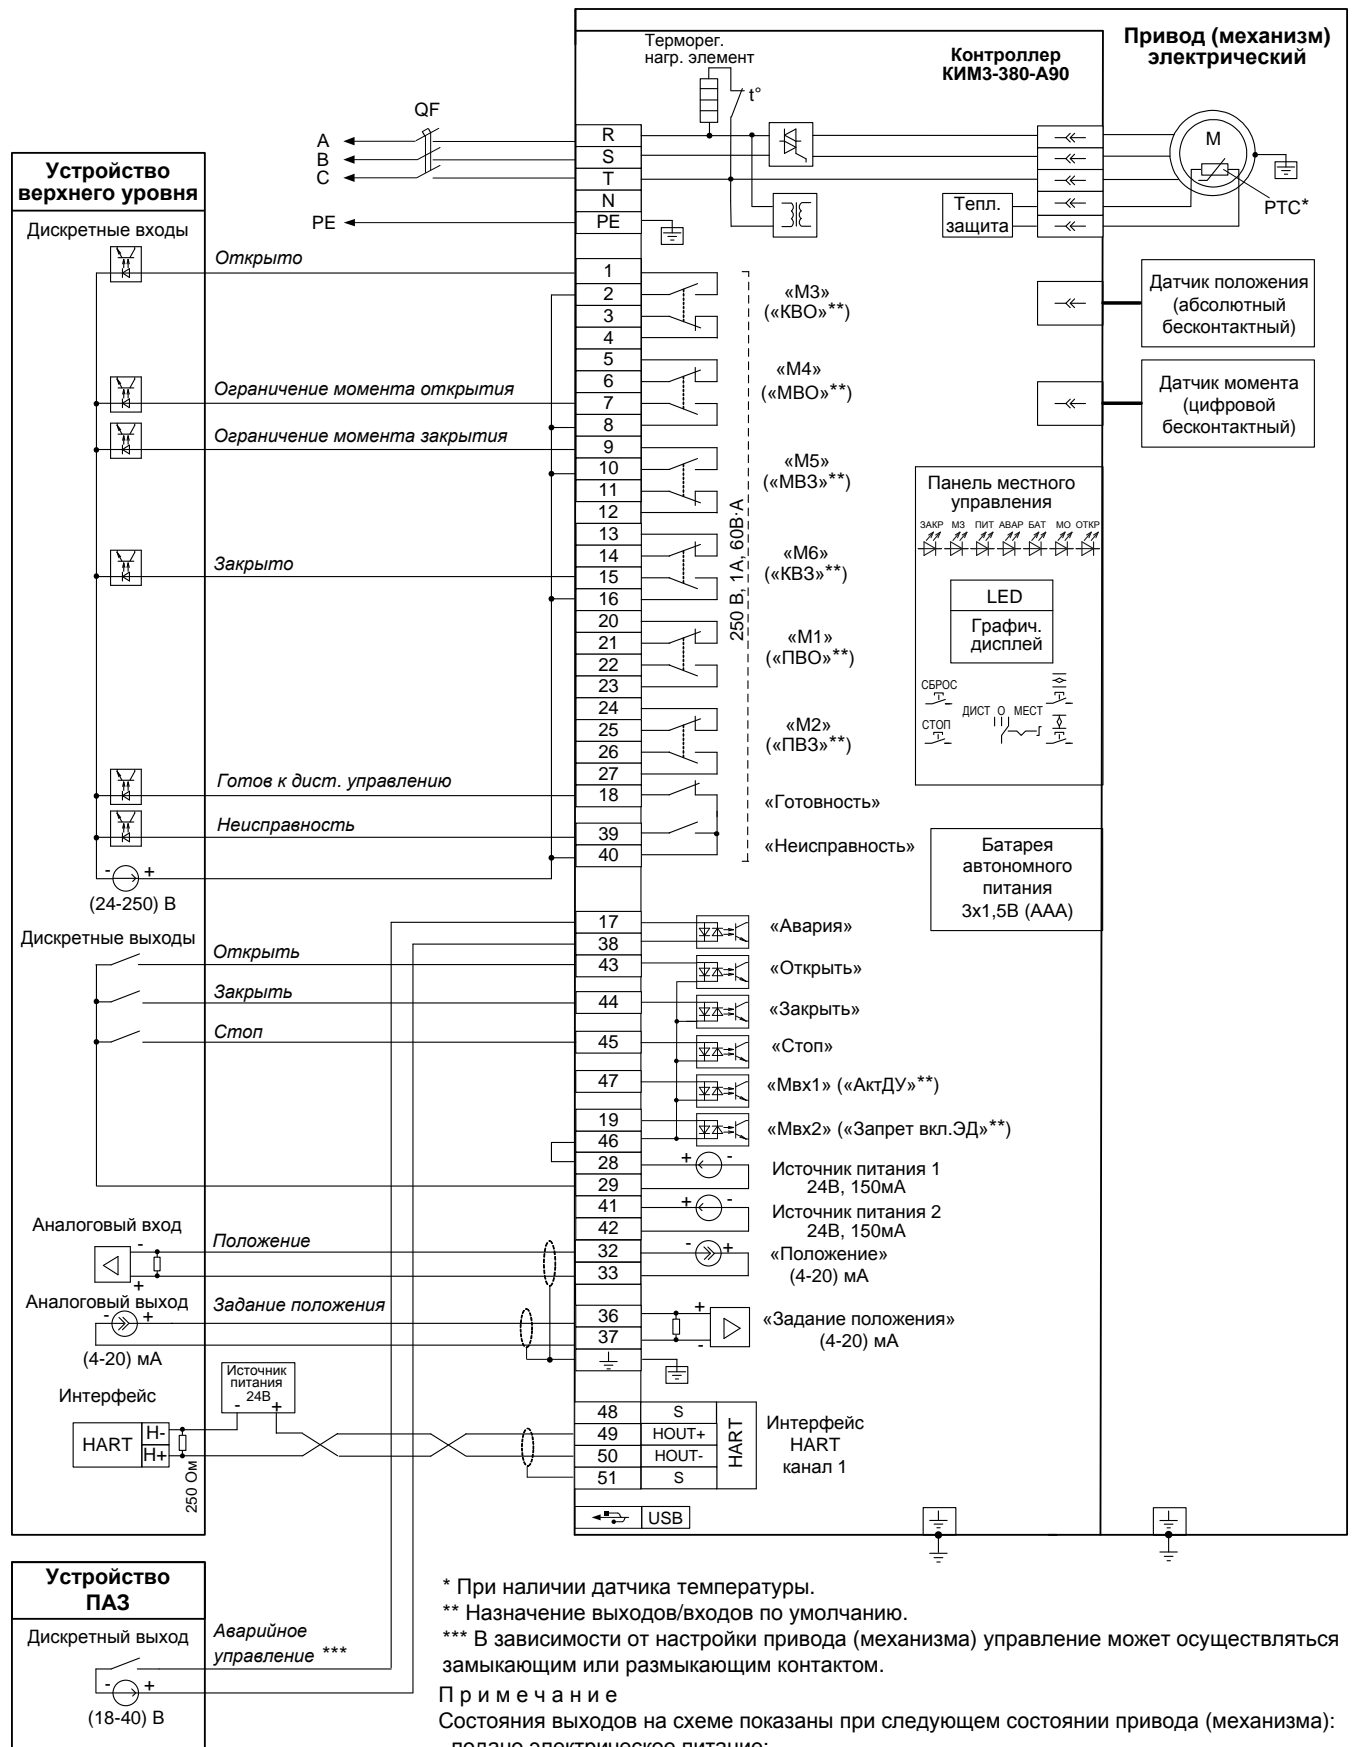 Привод (механизм)
электрический
Контроллер
КИМ3-380-А90
Терморег.
нагр. элемент
t°
QF
A
B
C
PE
R
S
T
N
PE
Тепл.
защита
M
PTC*
Устройство
верхнего уровня
Дискретные входы
Открыто
Ограничение момента открытия
Ограничение момента закрытия
Закрыто
Готов к дист. управлению
Неисправность
- +
(24-250) В
1
2
3
4
5
6
7
8
9
10
11
12
13
14
15
16
20
21
22
23
24
25
26
27
18
39
40
«М3»
(«КВО»**)
«М4»
(«МВО»**)
«М5»
(«МВЗ»**)
«М6»
(«КВЗ»**)
«М1»
(«ПВО»**)
«М2»
(«ПВЗ»**)
«Готовность»
«Неисправность»
250 В, 1А, 60В·А
Датчик положения
(абсолютный
бесконтактный)
Датчик момента
(цифровой
бесконтактный)
Панель местного
управления
ЗАКР МЗ ПИТ АВАР БАТ МО ОТКР
LED
Графич.
дисплей
СБРОС
ДИСТ О МЕСТ
СТОП
Батарея
автономного
питания
3х1,5В (ААА)
Дискретные выходы
Открыть
Закрыть
Стоп
17
38
43
44
45
47
19
46
28
29
41
42
32
33
36
37
«Авария»
«Открыть»
«Закрыть»
«Стоп»
«Мвх1» («АктДУ»**)
«Мвх2» («Запрет вкл.ЭД»**)
+ -
Источник питания 1
24В, 150мА
+ -
Источник питания 2
24В, 150мА
- +
«Положение»
(4-20) мА
+
-
«Задание положения»
(4-20) мА
Аналоговый вход
-
+
Положение
Аналоговый выход
- +
Задание положения
(4-20) мА
Источник
питания
24В
- +
Интерфейс
HART
H-
H+
250 Ом
48 S
49 HOUT+
50 HOUT-
51 S
HART
Интерфейс
HART
канал 1
USB
Устройство
ПАЗ
Дискретный выход
- +
(18-40) В
Аварийное
управление ***
* При наличии датчика температуры.
** Назначение выходов/входов по умолчанию.
*** В зависимости от настройки привода (механизма) управление может осуществляться
замыкающим или размыкающим контактом.
Примечание
Состояния выходов на схеме показаны при следующем состоянии привода (механизма):